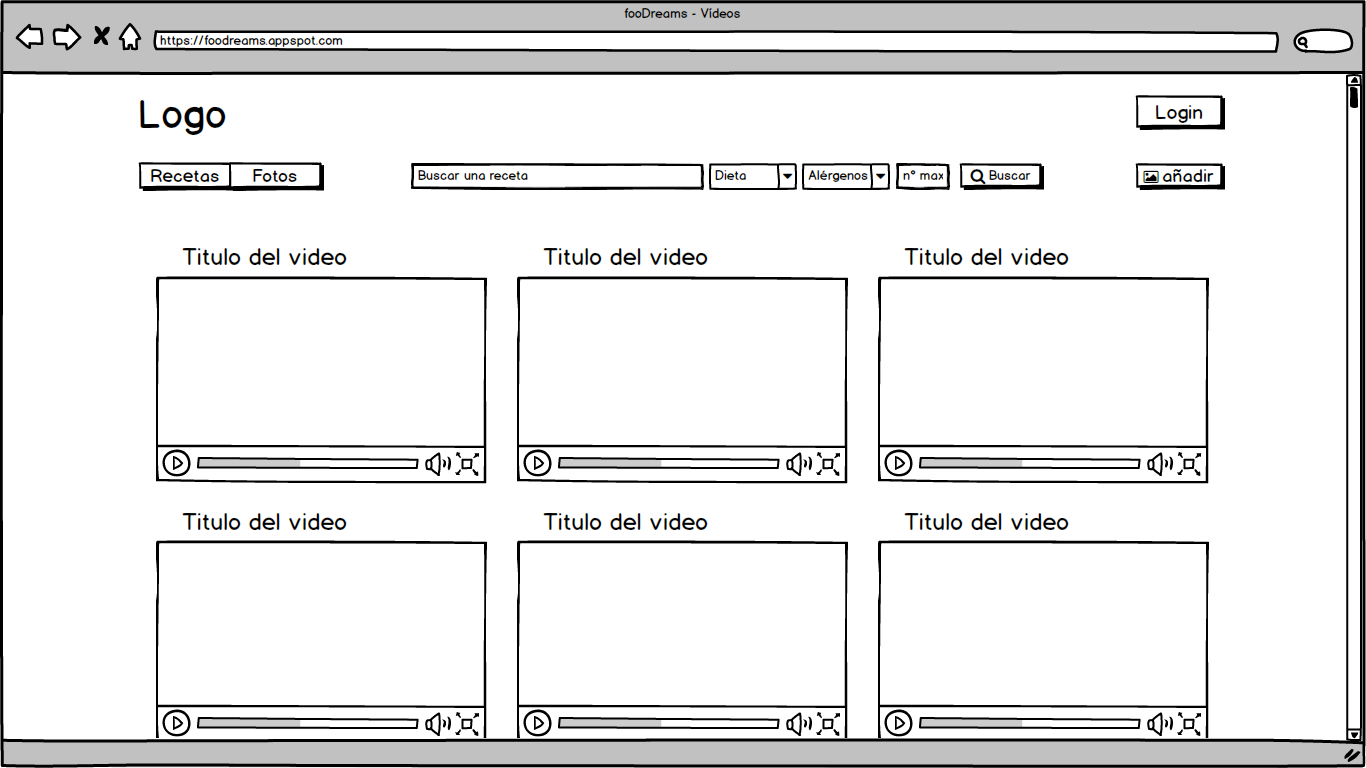 fooDreams - Videos
https://foodreams.appspot.com
Logo
Login
Recetas Fotos Buscar una receta Dieta Alérgenos nº max Buscar añadir
Titulo del video Titulo del video Titulo del video
Titulo del video Titulo del video Titulo del video